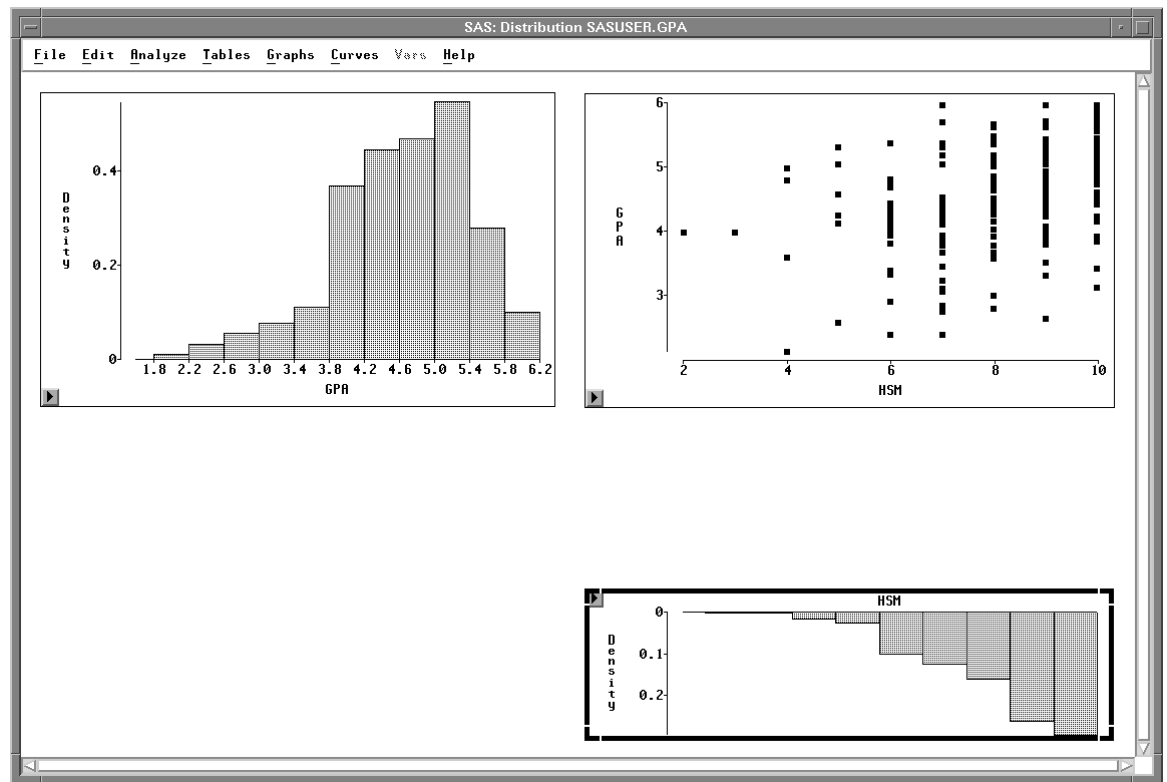 SAS: Distribution SASUSER.GPA
File Edit Analyze Tables Graphs Curves Vars Help
Density
0.4
0.2
0
1.8 2.2 2.6 3.0 3.4 3.8 4.2 4.6 5.0 5.4 5.8 6.2
GPA
GPA
6
5
4
3
2 4 6 8 10
HSM
HSM
Density
0
0.1
0.2